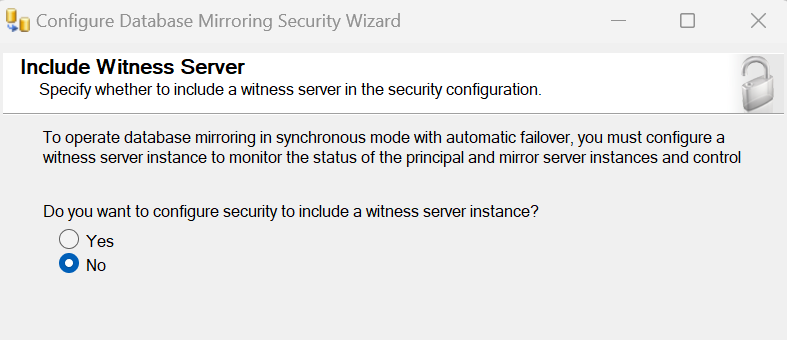 Configure Database Mirroring Security Wizard
Include Witness Server
Specify whether to include a witness server in the security configuration.
To operate database mirroring in synchronous mode with automatic failover, you must configure a
witness server instance to monitor the status of the principal and mirror server instances and control
Do you want to configure security to include a witness server instance?
Yes
No